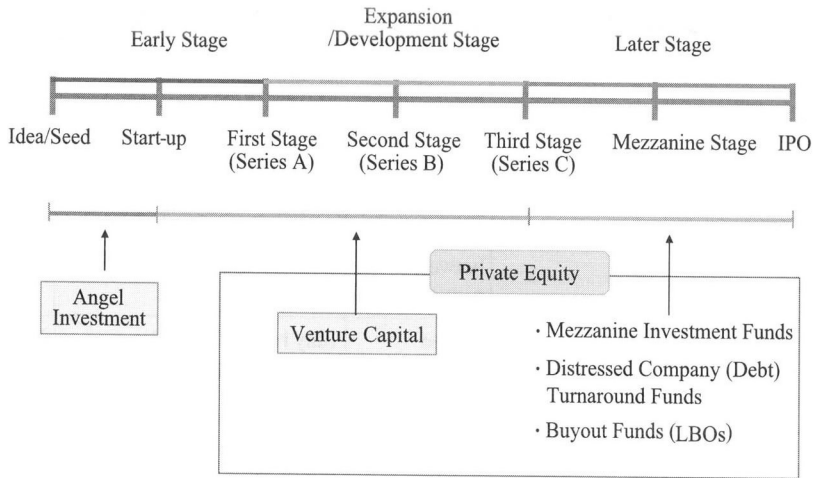 Expansion
Early Stage
/Development Stage
Later Stage
Idea/Seed
Start-up
First Stage
(Series A)
Second Stage
(Series B)
Third Stage
(Series C)
Mezzanine Stage
IPO
Private Equity
Angel
Investment
Venture Capital
· Mezzanine Investment Funds
· Distressed Company (Debt)
Turnaround Funds
· Buyout Funds (LBOs)